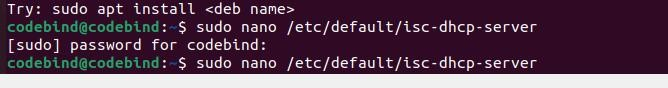 Try: sudo apt install <deb name>
codebind@codebind:~$ sudo nano /etc/default/isc-dhcp-server
[sudo] password for codebind:
codebind@codebind:~$ sudo nano /etc/default/isc-dhcp-server